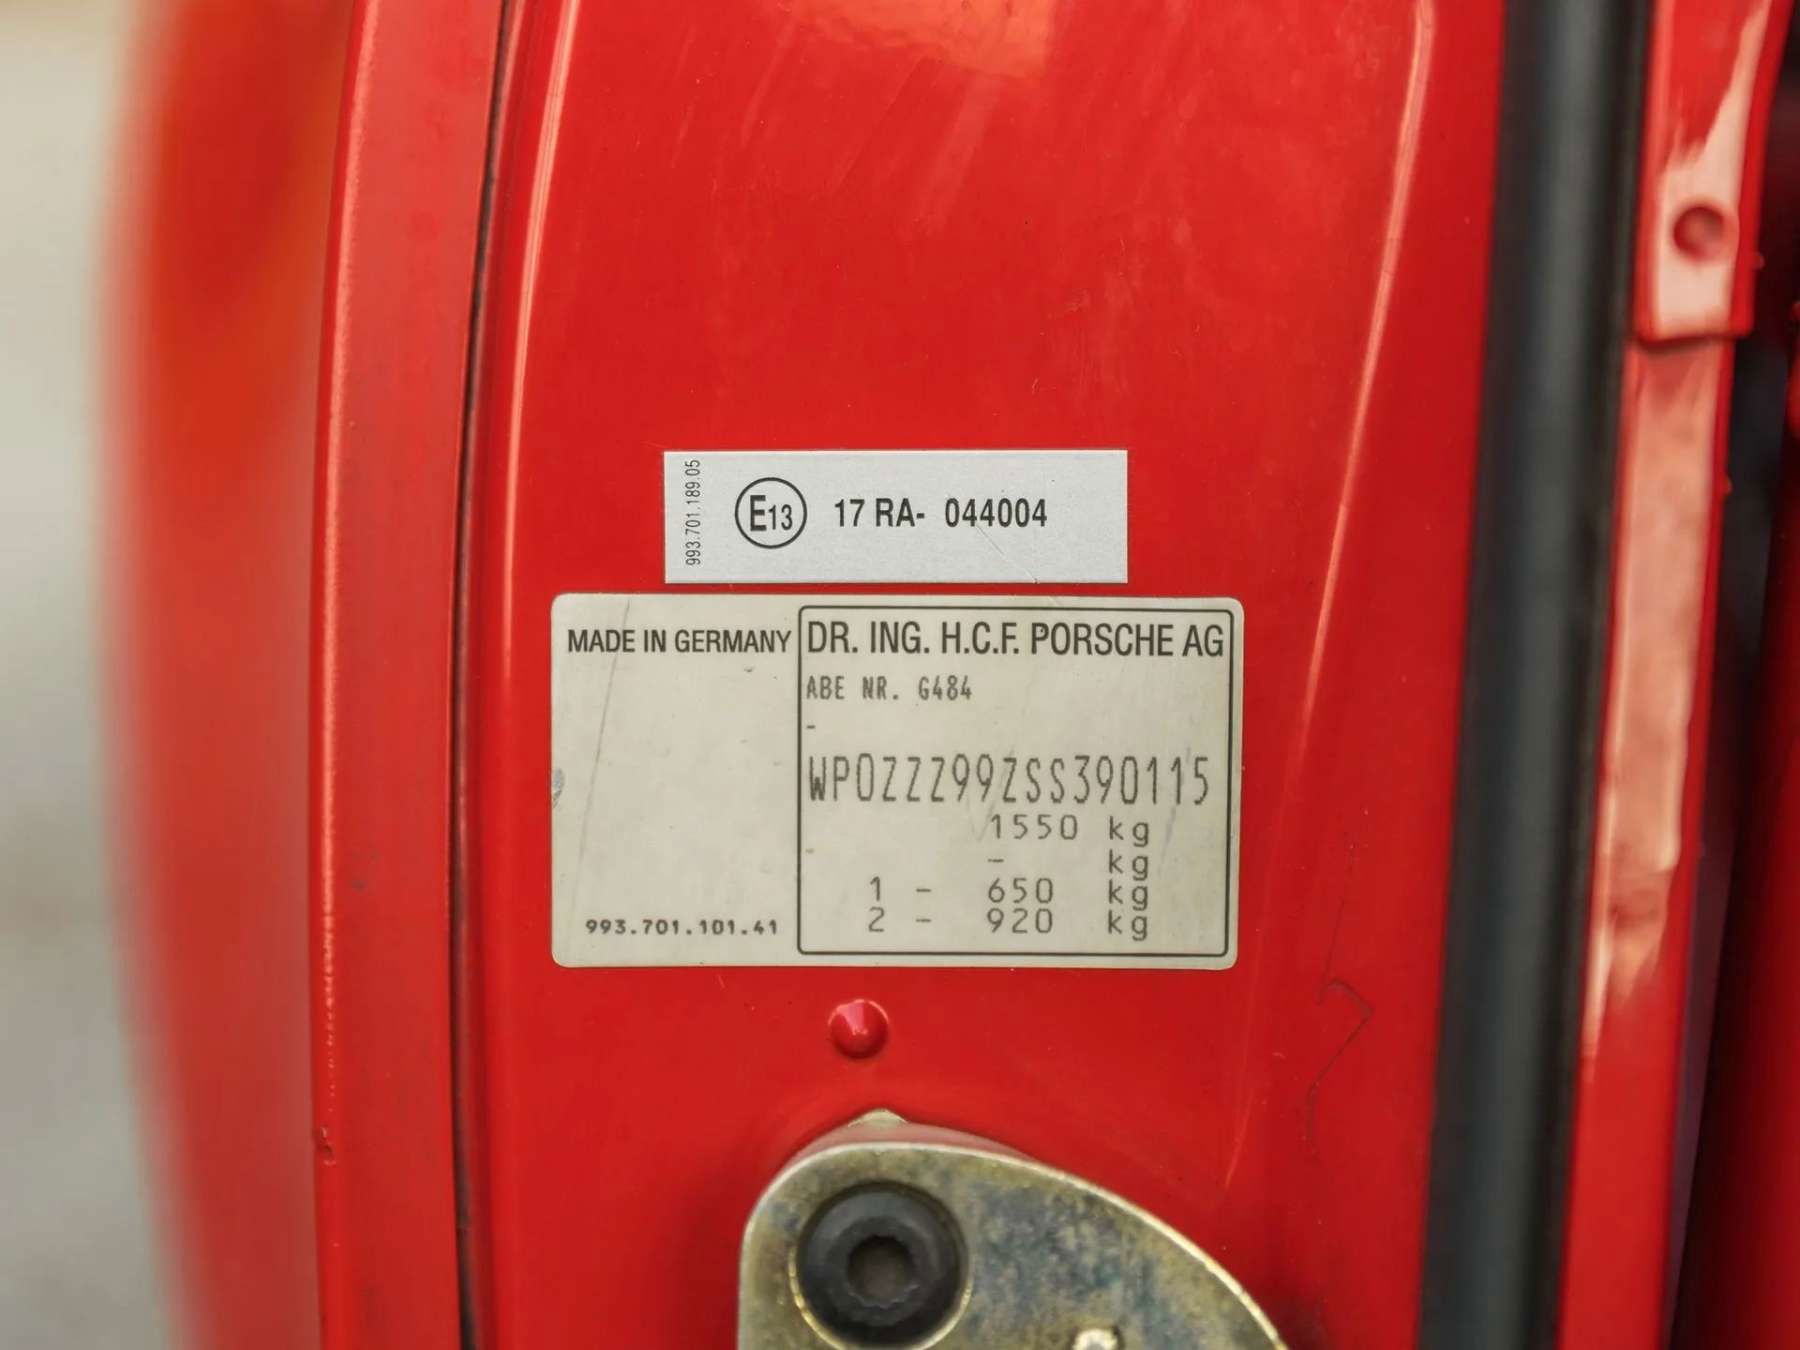 993.701.189.05
E13 17 RA- 044004
MADE IN GERMANY
DR. ING. H.C.F. PORSCHE AG
ABE NR. G484
-
WP0ZZZ99ZSS390115
1550 kg
- kg
1 - 650 kg
2 - 920 kg
993.701.101.41